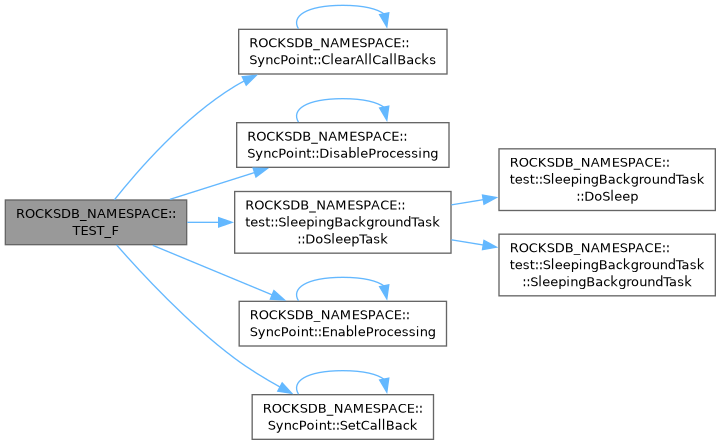 ROCKSDB_NAMESPACE::
TEST_F
ROCKSDB_NAMESPACE::
SyncPoint::ClearAllCallBacks
ROCKSDB_NAMESPACE::
SyncPoint::DisableProcessing
ROCKSDB_NAMESPACE::
test::SleepingBackgroundTask
::DoSleepTask
ROCKSDB_NAMESPACE::
test::SleepingBackgroundTask
::DoSleep
ROCKSDB_NAMESPACE::
test::SleepingBackgroundTask
::SleepingBackgroundTask
ROCKSDB_NAMESPACE::
SyncPoint::EnableProcessing
ROCKSDB_NAMESPACE::
SyncPoint::SetCallBack